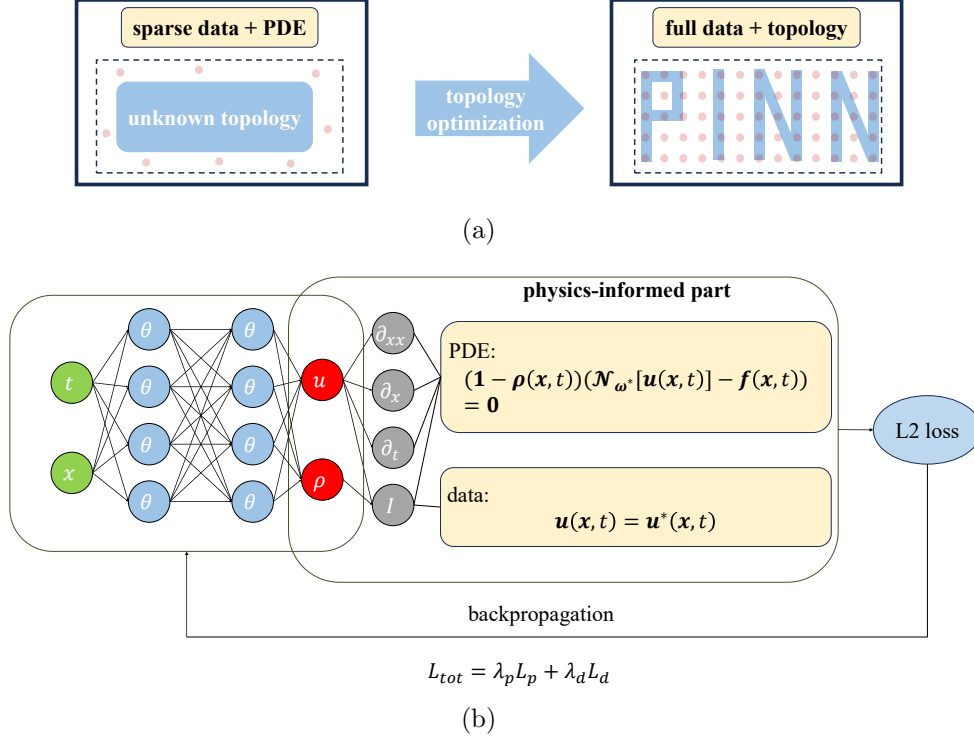 sparse data + PDE
unknown topology
topology
optimization
full data + topology
PINN
(a)
physics-informed part
t
x
θ
θ
θ
θ
θ
θ
θ
θ
u
ρ
∂xx
∂x
∂t
I
PDE:
(1 − ρ(x, t))(𝒩ω*[u(x, t)] − f(x, t))
= 0
data:
u(x, t) = u*(x, t)
L2 loss
backpropagation
Ltot = λpLp + λdLd
(b)